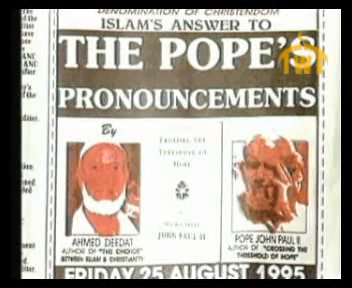 DENOMINATION OF CHRISTENDOM
ISLAM'S ANSWER TO
THE POPE'S
PRONOUNCEMENTS
By
CROSSING THE
THRESHOLD OF
HOPE
JOHN PAUL II
AHMED DEEDAT
AUTHOR OF "THE CHOICE"
BETWEEN ISLAM & CHRISTIANITY
POPE JOHN PAUL II
AUTHOR OF "CROSSING
THE THRESHOLD OF HOPE"
FRIDAY 25 AUGUST 1995